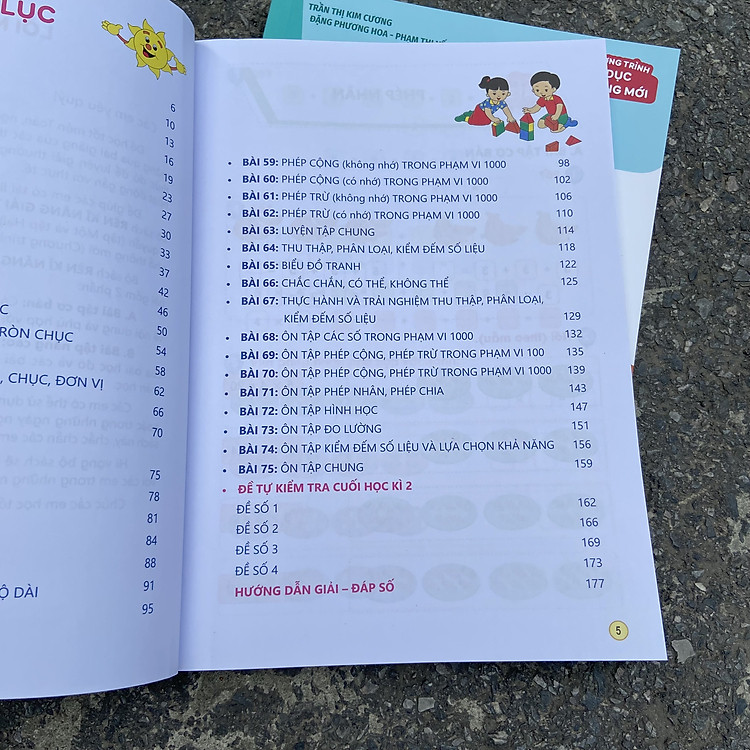 LỤC
6
10
13
16
19
23
27
30
33
37
42
46
C
50
RÒN CHỤC
54
58
, CHỤC, ĐƠN VỊ
62
66
70
75
78
81
84
88
Ộ DÀI
91
95
TRẦN THỊ KIM CƯƠNG
ĐẶNG PHƯƠNG HOA – PHẠM THỊ
NG TRÌNH
DỤC
NG MỚI
• BÀI 59: PHÉP CỘNG (không nhớ) TRONG PHẠM VI 1000 98
• BÀI 60: PHÉP CỘNG (có nhớ) TRONG PHẠM VI 1000 102
• BÀI 61: PHÉP TRỪ (không nhớ) TRONG PHẠM VI 1000 106
• BÀI 62: PHÉP TRỪ (có nhớ) TRONG PHẠM VI 1000 110
• BÀI 63: LUYỆN TẬP CHUNG 114
• BÀI 64: THU THẬP, PHÂN LOẠI, KIỂM ĐẾM SỐ LIỆU 118
• BÀI 65: BIỂU ĐỒ TRANH 122
• BÀI 66: CHẮC CHẮN, CÓ THỂ, KHÔNG THỂ 125
• BÀI 67: THỰC HÀNH VÀ TRẢI NGHIỆM THU THẬP, PHÂN LOẠI,
KIỂM ĐẾM SỐ LIỆU 129
• BÀI 68: ÔN TẬP CÁC SỐ TRONG PHẠM VI 1000 132
• BÀI 69: ÔN TẬP PHÉP CỘNG, PHÉP TRỪ TRONG PHẠM VI 100 135
• BÀI 70: ÔN TẬP PHÉP CỘNG, PHÉP TRỪ TRONG PHẠM VI 1000 139
• BÀI 71: ÔN TẬP PHÉP NHÂN, PHÉP CHIA 143
• BÀI 72: ÔN TẬP HÌNH HỌC 147
• BÀI 73: ÔN TẬP ĐO LƯỜNG 151
• BÀI 74: ÔN TẬP KIỂM ĐẾM SỐ LIỆU VÀ LỰA CHỌN KHẢ NĂNG 156
• BÀI 75: ÔN TẬP CHUNG 159
• ĐỀ TỰ KIỂM TRA CUỐI HỌC KÌ 2
ĐỀ SỐ 1 162
ĐỀ SỐ 2 166
ĐỀ SỐ 3 169
ĐỀ SỐ 4 173
HƯỚNG DẪN GIẢI – ĐÁP SỐ 177
5